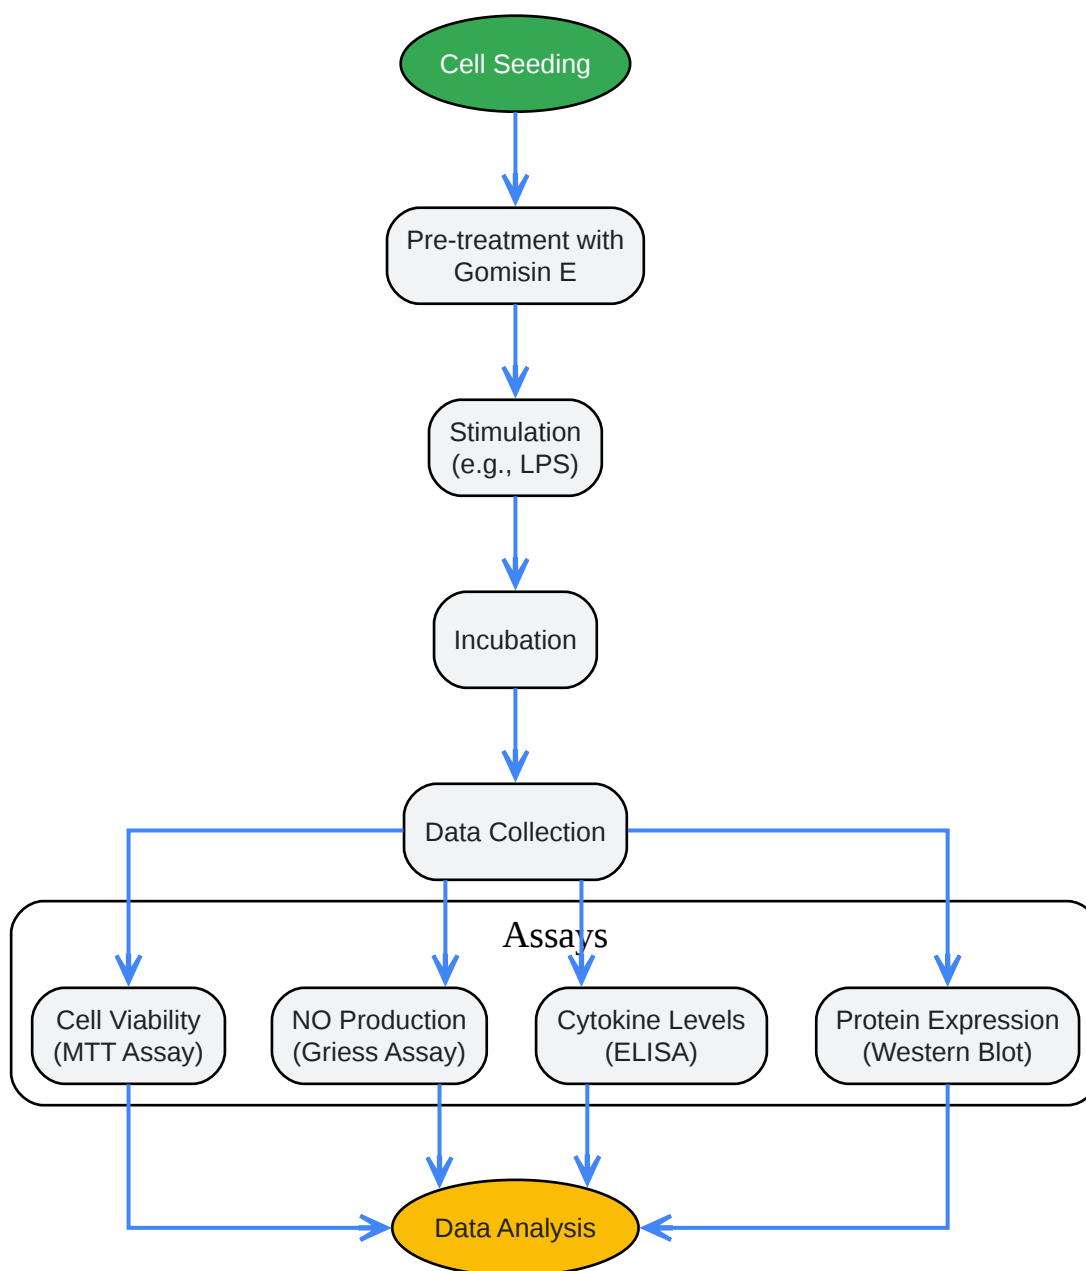 Cell Seeding
Pre-treatment with
Gomisin E
Stimulation
(e.g., LPS)
Incubation
Data Collection
Assays
Cell Viability
(MTT Assay)
NO Production
(Griess Assay)
Cytokine Levels
(ELISA)
Protein Expression
(Western Blot)
Data Analysis